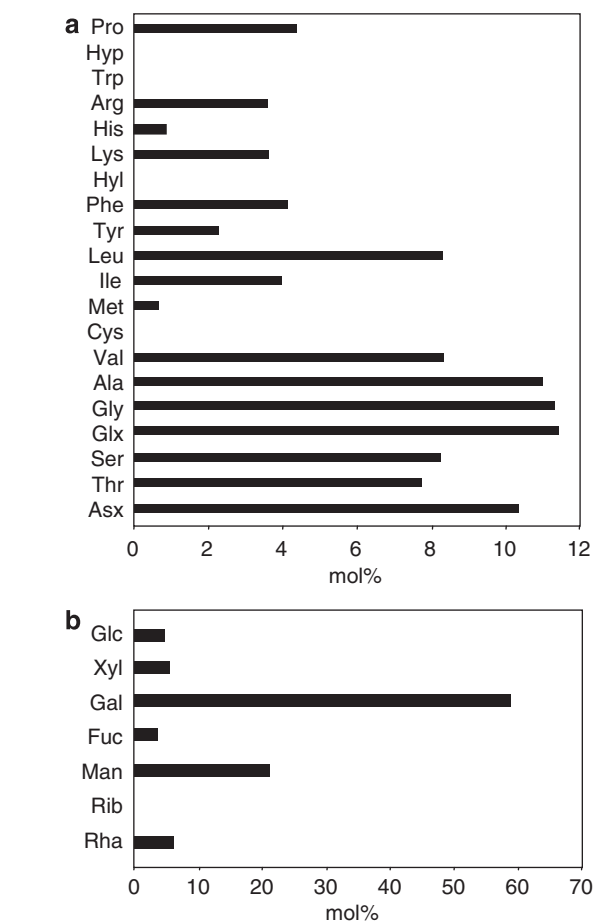 a
Pro
Hyp
Trp
Arg
His
Lys
Hyl
Phe
Tyr
Leu
Ile
Met
Cys
Val
Ala
Gly
Glx
Ser
Thr
Asx
0 2 4 6 8 10 12
mol%
b
Glc
Xyl
Gal
Fuc
Man
Rib
Rha
0 10 20 30 40 50 60 70
mol%